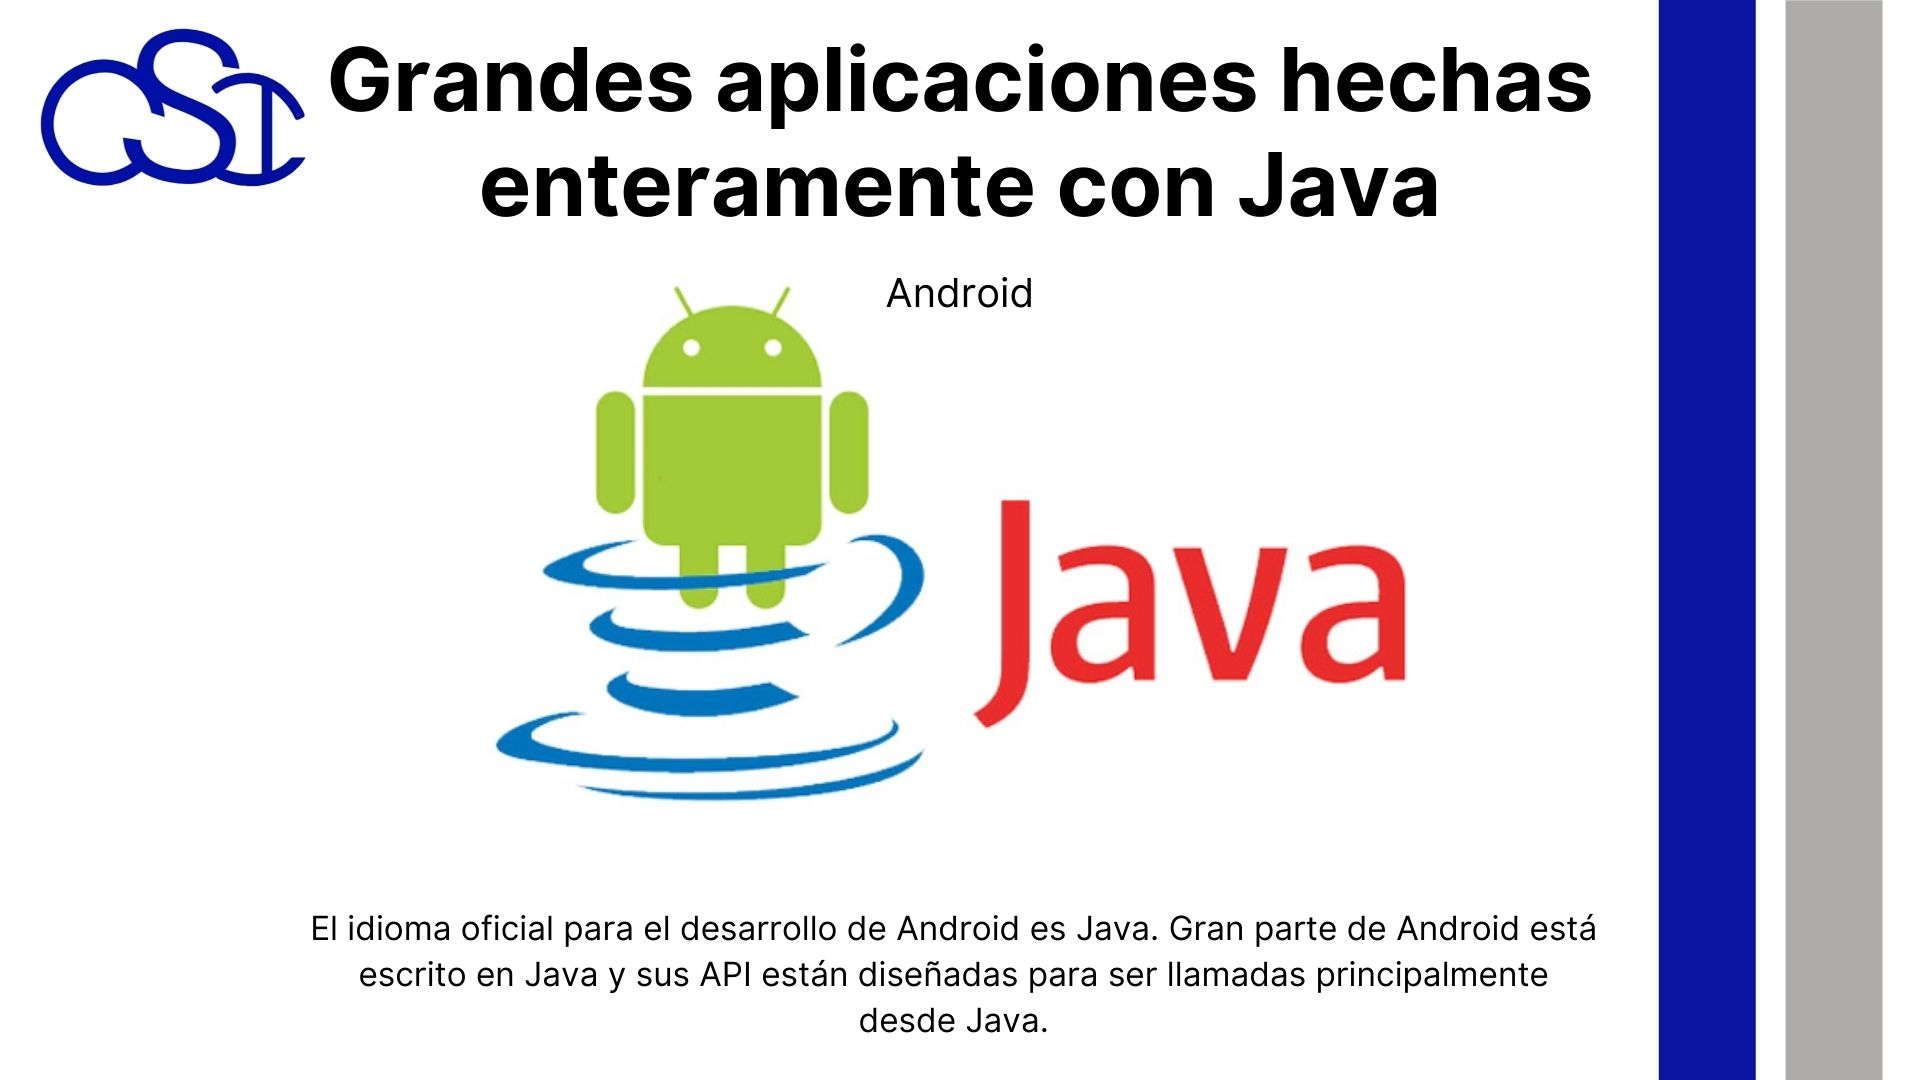 CSI
Grandes aplicaciones hechas
enteramente con Java
Android
Java
El idioma oficial para el desarrollo de Android es Java. Gran parte de Android está
escrito en Java y sus API están diseñadas para ser llamadas principalmente
desde Java.